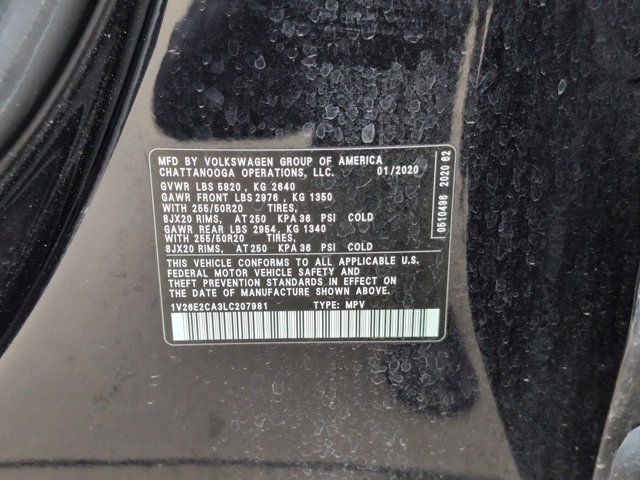 MFD BY VOLKSWAGEN GROUP OF AMERICA
CHATTANOOGA OPERATIONS, LLC. 01/2020
GVWR LBS 5820 , KG 2640
GAWR FRONT LBS 2976 , KG 1350
WITH 255/50R20 TIRES,
8JX20 RIMS, AT 250 KPA 36 PSI COLD
GAWR REAR LBS 2954, KG 1340
WITH 255/50R20 TIRES,
8JX20 RIMS, AT 250 KPA 36 PSI COLD
THIS VEHICLE CONFORMS TO ALL APPLICABLE U.S.
FEDERAL MOTOR VEHICLE SAFETY AND
THEFT PREVENTION STANDARDS IN EFFECT ON
THE DATE OF MANUFACTURE SHOWN ABOVE.
1V26E2CA3LC207981 TYPE: MPV
0510498 2020 62